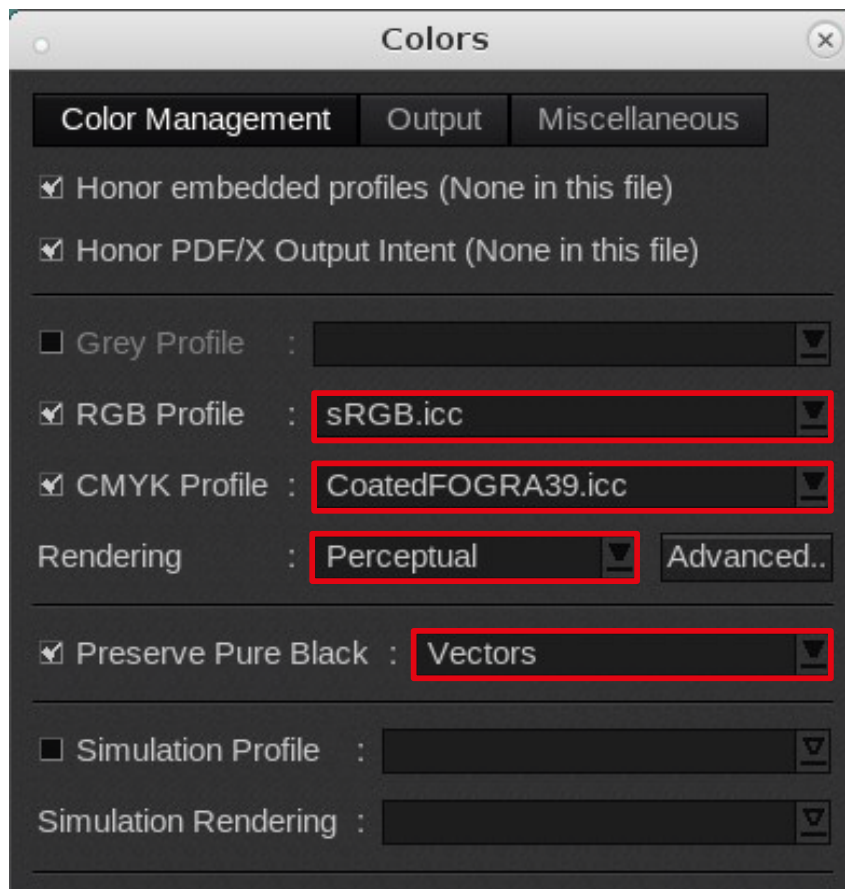 Colors
Color Management Output Miscellaneous
Honor embedded profiles (None in this file)
Honor PDF/X Output Intent (None in this file)
Grey Profile :
RGB Profile : sRGB.icc
CMYK Profile : CoatedFOGRA39.icc
Rendering : Perceptual Advanced..
Preserve Pure Black : Vectors
Simulation Profile :
Simulation Rendering :